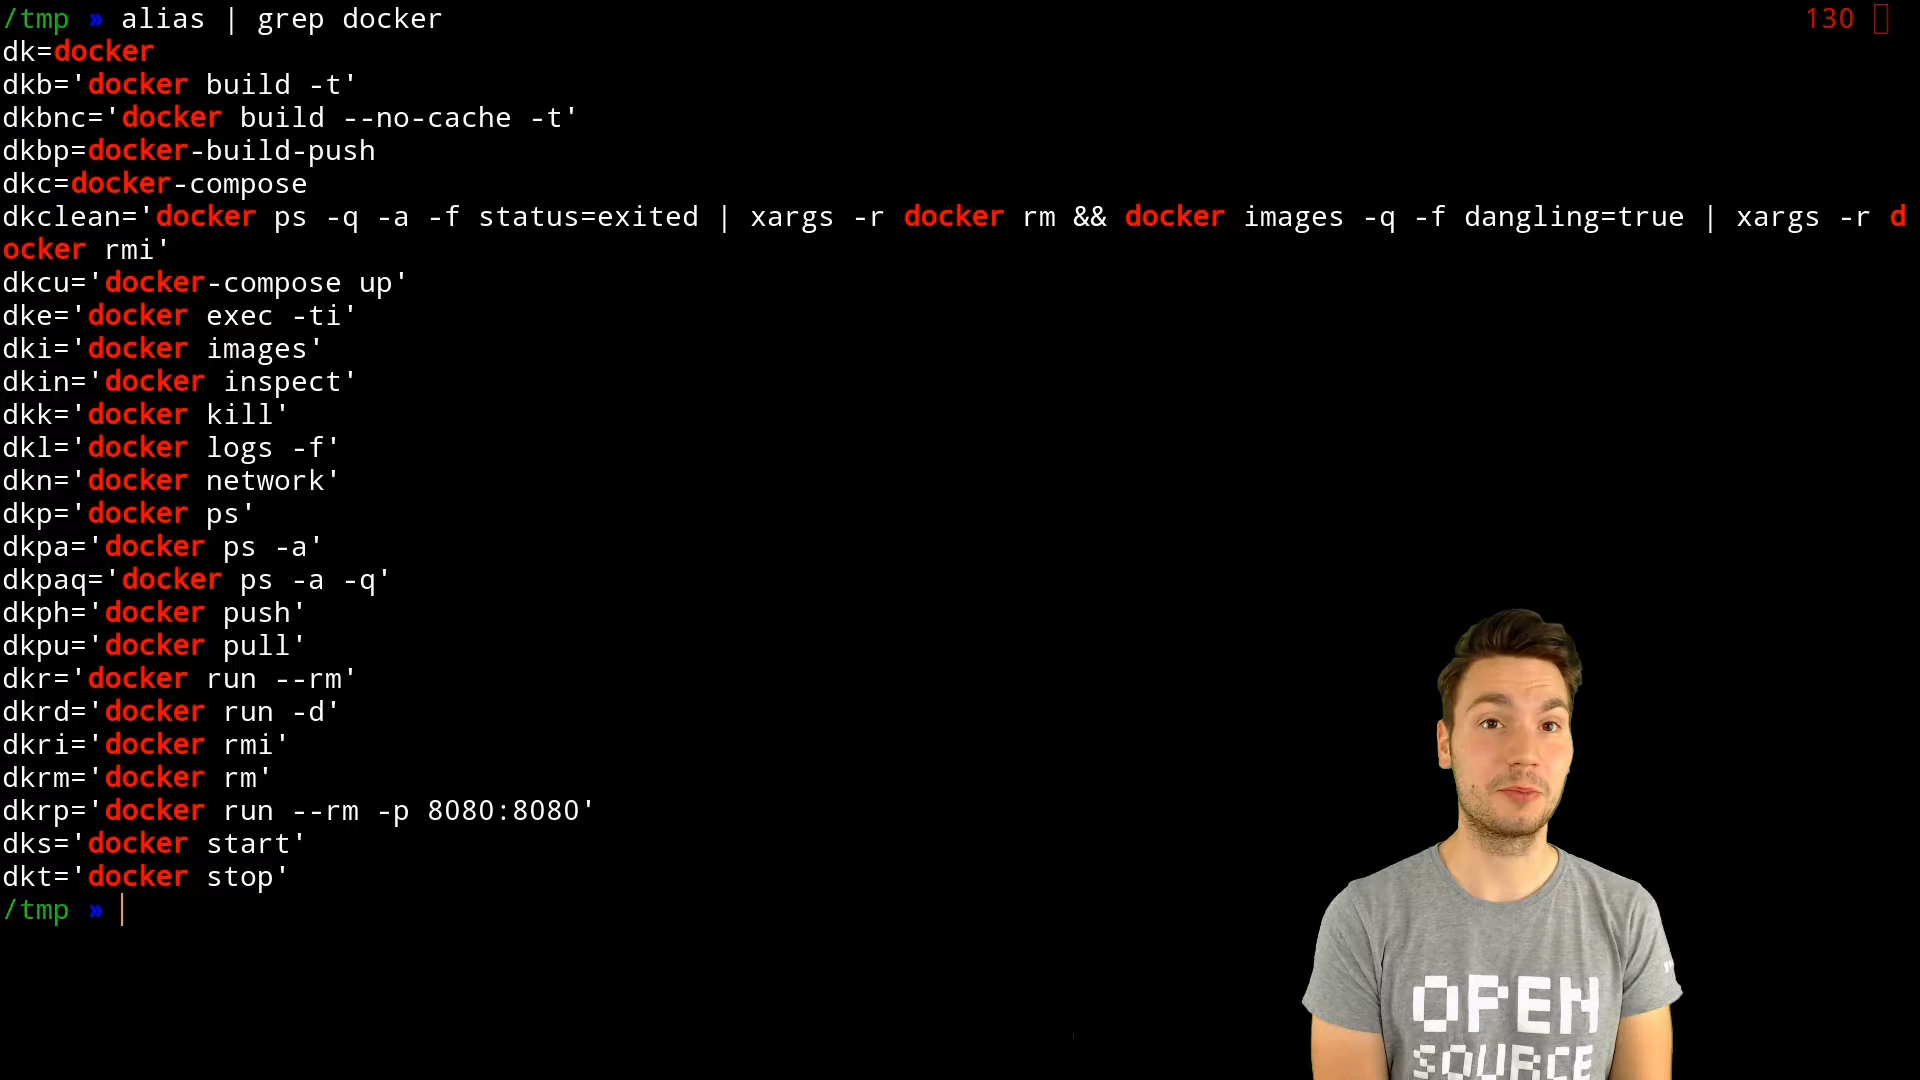 /tmp » alias | grep docker
130
dk=docker
dkb='docker build -t'
dkbnc='docker build --no-cache -t'
dkbp=docker-build-push
dkc=docker-compose
dkclean='docker ps -q -a -f status=exited | xargs -r docker rm && docker images -q -f dangling=true | xargs -r d
ocker rmi'
dkcu='docker-compose up'
dke='docker exec -ti'
dki='docker images'
dkin='docker inspect'
dkk='docker kill'
dkl='docker logs -f'
dkn='docker network'
dkp='docker ps'
dkpa='docker ps -a'
dkpaq='docker ps -a -q'
dkph='docker push'
dkpu='docker pull'
dkr='docker run --rm'
dkrd='docker run -d'
dkri='docker rmi'
dkrm='docker rm'
dkrp='docker run --rm -p 8080:8080'
dks='docker start'
dkt='docker stop'
/tmp »
OPEN
SOURCE